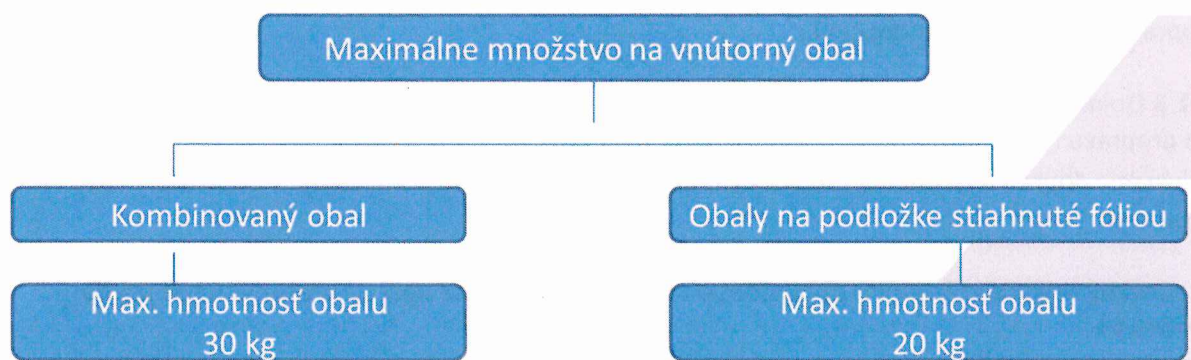 Maximálne množstvo na vnútorný obal
Kombinovaný obal
Obaly na podložke stiahnuté fóliou
Max. hmotnosť obalu
30 kg
Max. hmotnosť obalu
20 kg